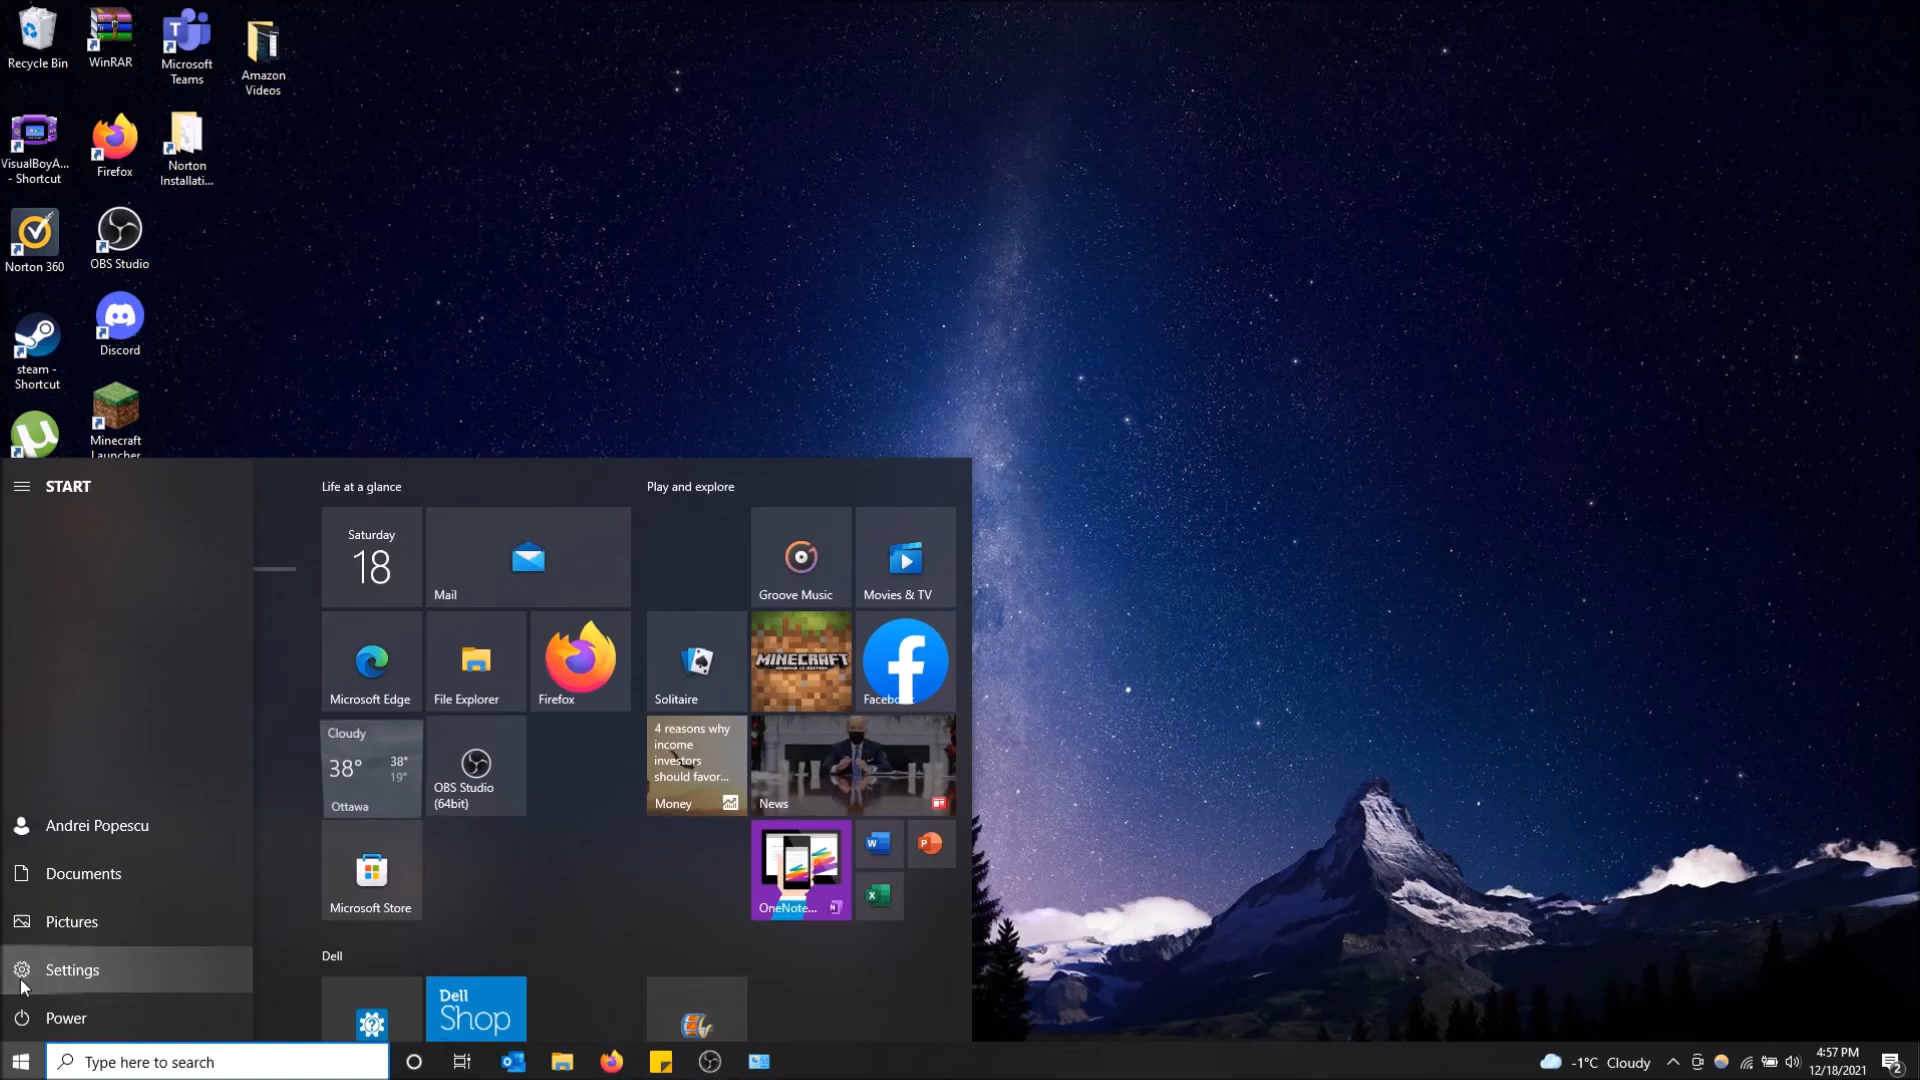 Recycle Bin
WinRAR
Microsoft
Teams
Amazon
Videos
VisualBoyA...
- Shortcut
Firefox
Norton
Installati...
Norton 360
OBS Studio
steam -
Shortcut
Discord
Minecraft
Launcher
START
Life at a glance
Play and explore
Saturday
18
Mail
Groove Music
Movies & TV
Microsoft Edge
File Explorer
Firefox
Solitaire
MINECRAFT
Facebo
Cloudy
38°
38°
19°
Ottawa
OBS Studio
(64bit)
4 reasons why
income
investors
should favor...
Money
News
Andrei Popescu
Documents
Pictures
Settings
Power
Microsoft Store
OneNote...
Dell
Dell
Shop
Type here to search
-1°C Cloudy
4:57 PM
12/18/2021
2